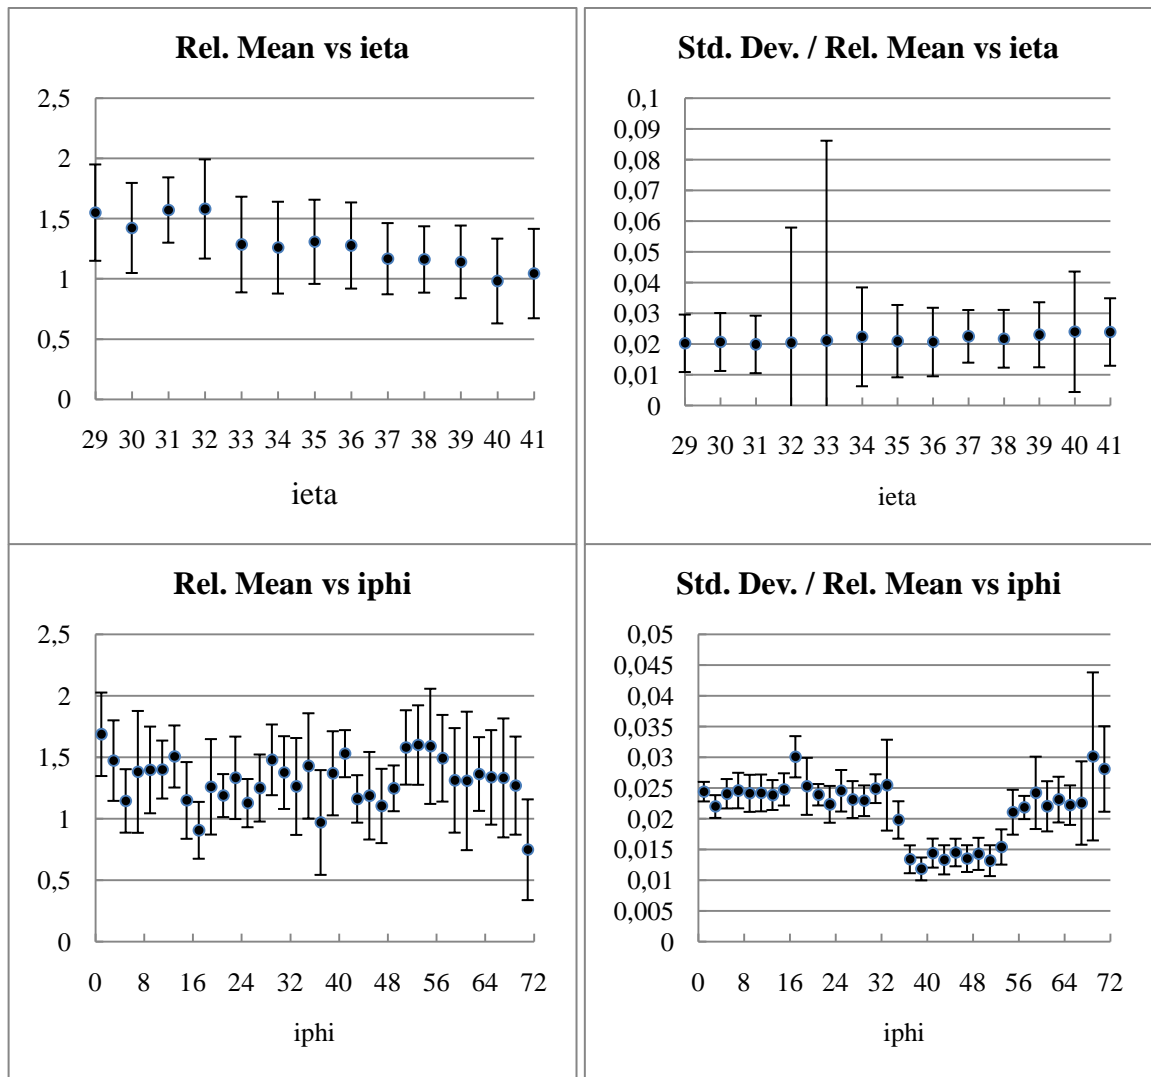 Rel. Mean vs ieta
2,5
2
1,5
1
0,5
0
29 30 31 32 33 34 35 36 37 38 39 40 41
ieta
Std. Dev. / Rel. Mean vs ieta
0,1
0,09
0,08
0,07
0,06
0,05
0,04
0,03
0,02
0,01
0
29 30 31 32 33 34 35 36 37 38 39 40 41
ieta
Rel. Mean vs iphi
2,5
2
1,5
1
0,5
0
0 8 16 24 32 40 48 56 64 72
iphi
Std. Dev. / Rel. Mean vs iphi
0,05
0,045
0,04
0,035
0,03
0,025
0,02
0,015
0,01
0,005
0
0 8 16 24 32 40 48 56 64 72
iphi